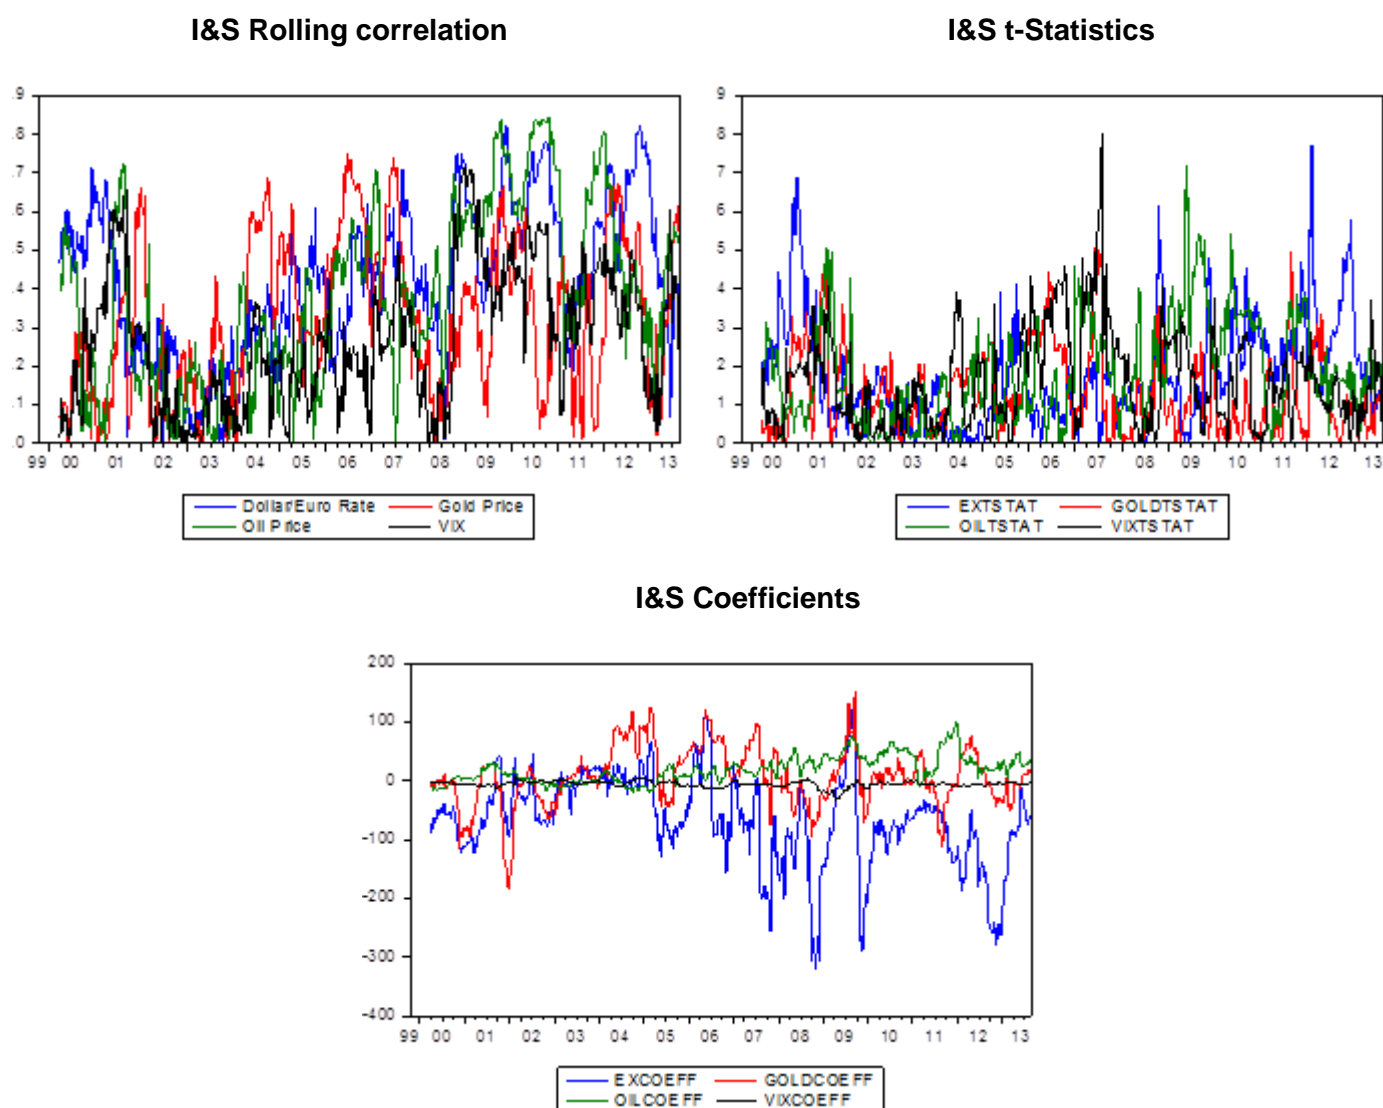 I&S Rolling correlation
I&S t-Statistics
.9
.8
.7
.6
.5
.4
.3
.2
.1
.0
99 00 01 02 03 04 05 06 07 08 09 10 11 12 13
Dollar/Euro Rate Gold Price
Oil Price VIX
9
8
7
6
5
4
3
2
1
0
99 00 01 02 03 04 05 06 07 08 09 10 11 12 13
EXTSTAT GOLDTSTAT
OILTSTAT VIXTSTAT
I&S Coefficients
200
100
0
-100
-200
-300
-400
99 00 01 02 03 04 05 06 07 08 09 10 11 12 13
EXCOEFF GOLDCOEFF
OILCOEFF VIXCOEFF